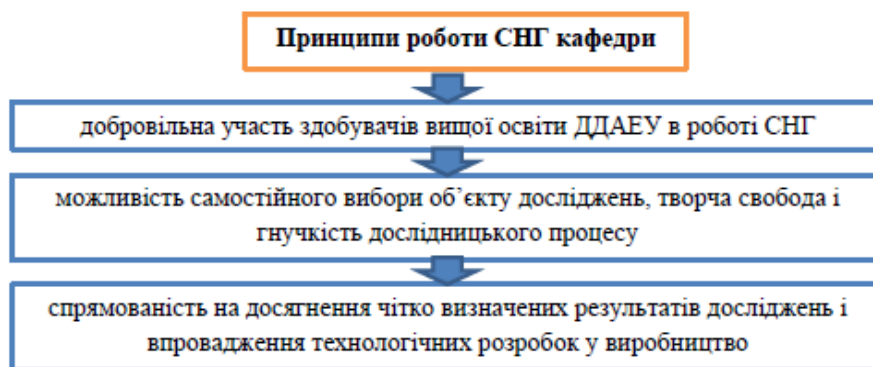 Принципи роботи СНГ кафедри
добровільна участь здобувачів вищої освіти ДДАЕУ в роботі СНГ
можливість самостійного вибори об’єкту досліджень, творча свобода і
гнучкість дослідницького процесу
спрямованість на досягнення чітко визначених результатів досліджень і
впровадження технологічних розробок у виробництво